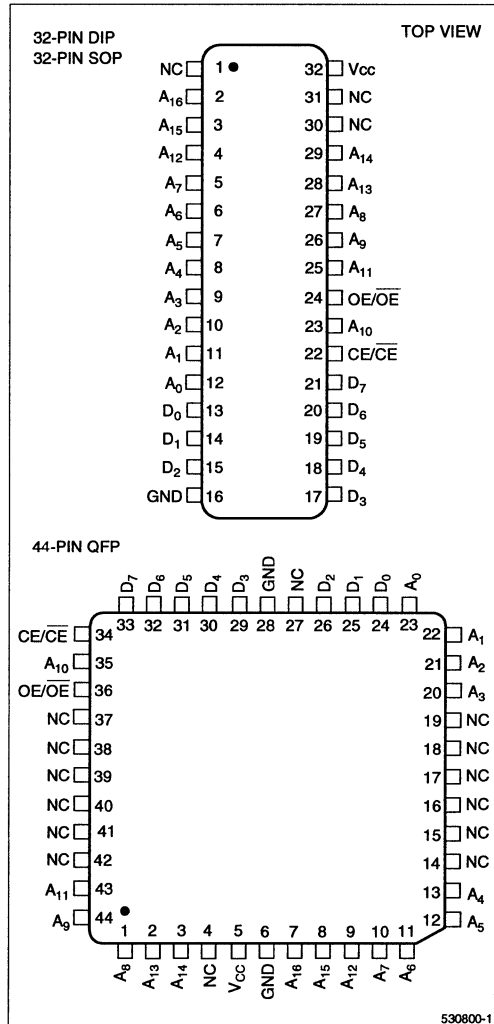 32-PIN DIP
32-PIN SOP
TOP VIEW
NC 1 32 Vcc
A16 2 31 NC
A15 3 30 NC
A12 4 29 A14
A7 5 28 A13
A6 6 27 A8
A5 7 26 A9
A4 8 25 A11
A3 9 24 OE/O̅E̅
A2 10 23 A10
A1 11 22 CE/C̅E̅
A0 12 21 D7
D0 13 20 D6
D1 14 19 D5
D2 15 18 D4
GND 16 17 D3
44-PIN QFP
D7 D6 D5 D4 D3 GND NC D2 D1 D0 A0
33 32 31 30 29 28 27 26 25 24 23
CE/C̅E̅ 34 22 A1
A10 35 21 A2
OE/O̅E̅ 36 20 A3
NC 37 19 NC
NC 38 18 NC
NC 39 17 NC
NC 40 16 NC
NC 41 15 NC
NC 42 14 NC
A11 43 13 A4
A9 44 12 A5
1 2 3 4 5 6 7 8 9 10 11
A8 A13 A14 NC VCC GND A16 A15 A12 A7 A6
530800-1